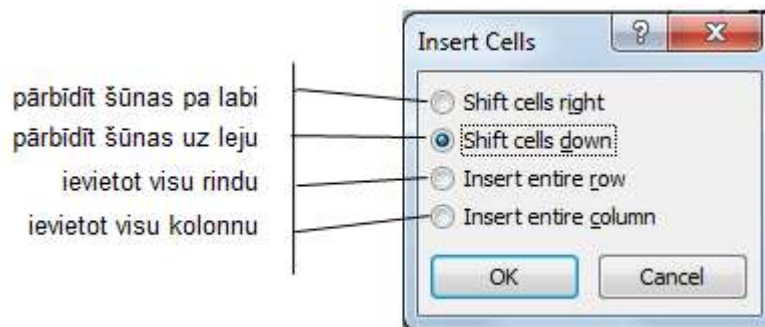 Insert Cells
pārbīdīt šūnas pa labi
Shift cells right
pārbīdīt šūnas uz leju
Shift cells down
ievietot visu rindu
Insert entire row
ievietot visu kolonnu
Insert entire column
OK
Cancel